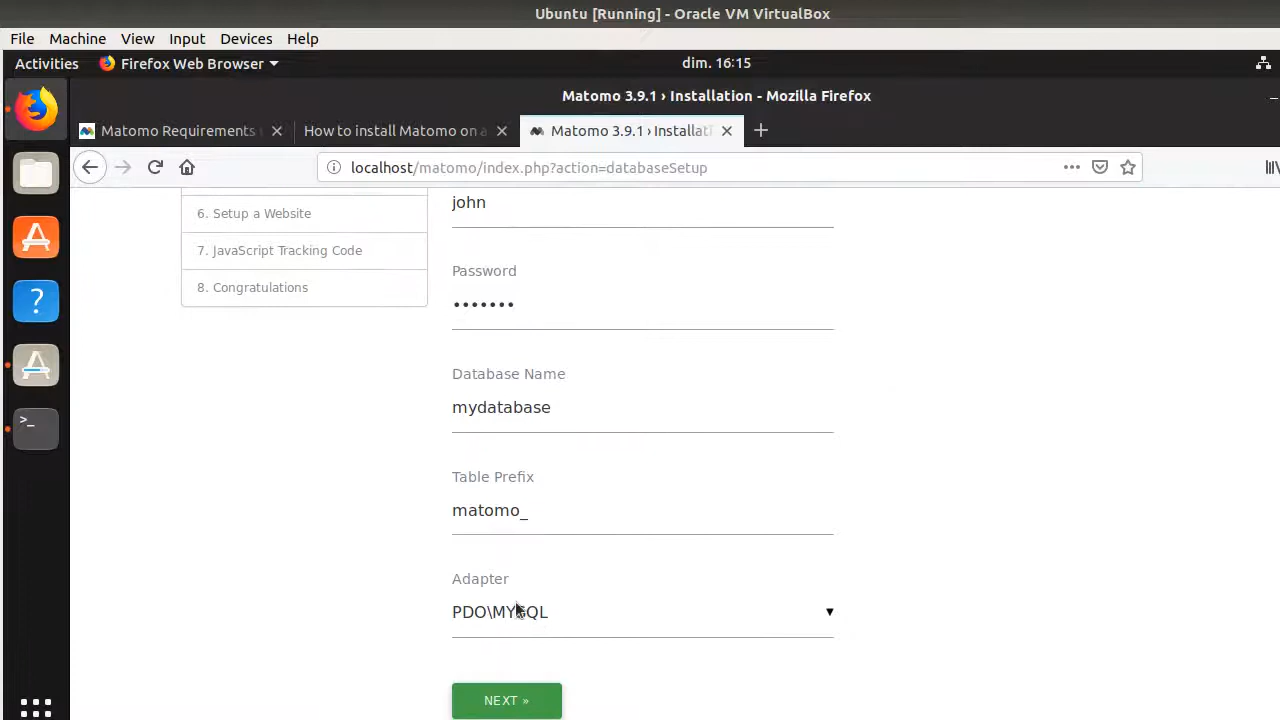 Ubuntu [Running] - Oracle VM VirtualBox
File Machine View Input Devices Help
Activities Firefox Web Browser dim. 16:15
Matomo 3.9.1 › Installation - Mozilla Firefox
Matomo Requirements How to install Matomo on a Matomo 3.9.1 › Installati
localhost/matomo/index.php?action=databaseSetup
6. Setup a Website
7. JavaScript Tracking Code
8. Congratulations
john
Password
•••••••
Database Name
mydatabase
Table Prefix
matomo_
Adapter
PDO\MYSQL
NEXT »